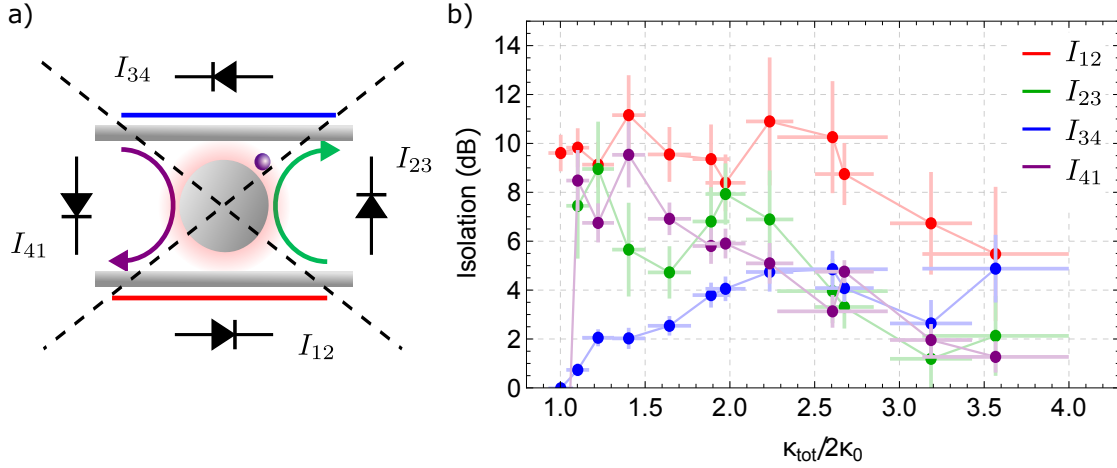 a)
I₃₄
I₂₃
I₄₁
I₁₂
b)
Isolation (dB)
14
12
10
8
6
4
2
0
1.0 1.5 2.0 2.5 3.0 3.5 4.0
κtot/2κ₀
I₁₂
I₂₃
I₃₄
I₄₁